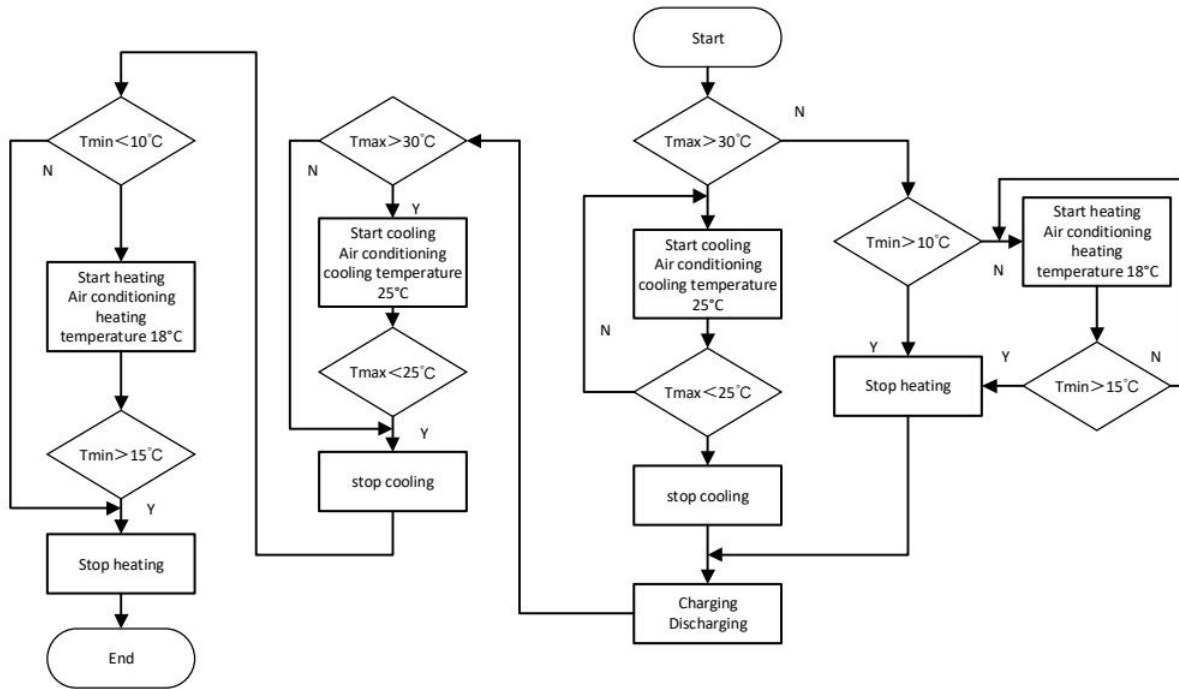 Start
Tmax＞30℃
N
Start cooling
Air conditioning
cooling temperature
25°C
N
Tmax＜25℃
stop cooling
Tmin＞10℃
N
Y
Start heating
Air conditioning
heating
temperature 18°C
Tmin＞15℃
Y
N
Stop heating
Charging
Discharging
Tmax＞30℃
N
Y
Start cooling
Air conditioning
cooling temperature
25°C
Tmax＜25℃
Y
stop cooling
Tmin＜10℃
N
Start heating
Air conditioning
heating
temperature 18°C
Tmin＞15℃
Y
Stop heating
End